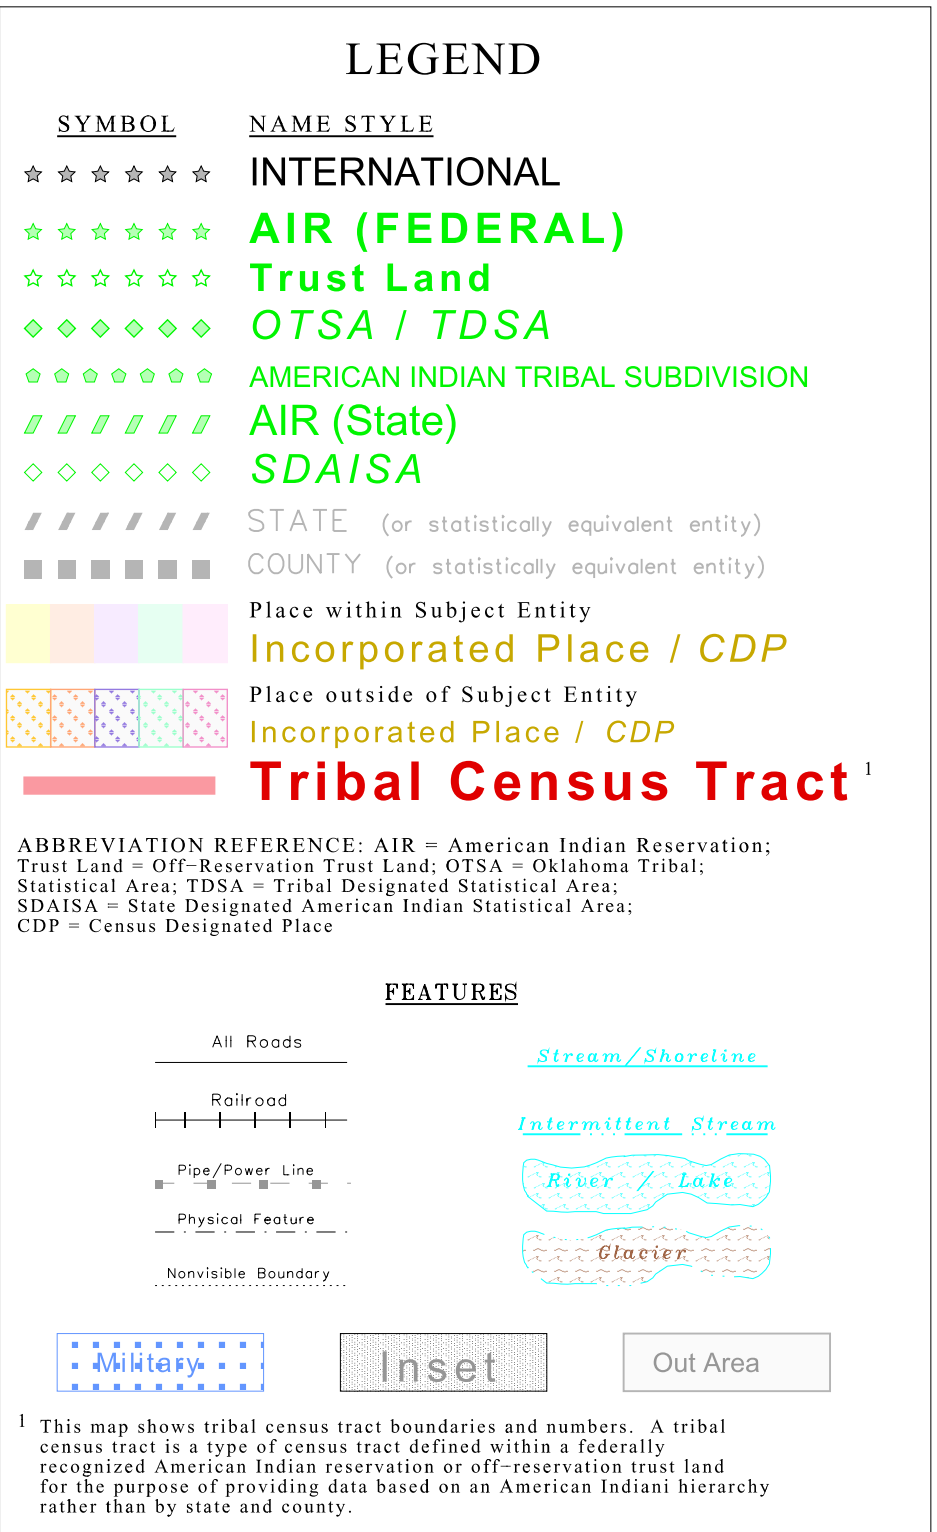 LEGEND
SYMBOL NAME STYLE
INTERNATIONAL
AIR (FEDERAL)
Trust Land
OTSA / TDSA
AMERICAN INDIAN TRIBAL SUBDIVISION
AIR (State)
SDAISA
STATE (or statistically equivalent entity)
COUNTY (or statistically equivalent entity)
Place within Subject Entity
Incorporated Place / CDP
Place outside of Subject Entity
Incorporated Place / CDP
Tribal Census Tract 1
ABBREVIATION REFERENCE: AIR = American Indian Reservation;
Trust Land = Off−Reservation Trust Land; OTSA = Oklahoma Tribal;
Statistical Area; TDSA = Tribal Designated Statistical Area;
SDAISA = State Designated American Indian Statistical Area;
CDP = Census Designated Place
FEATURES
All Roads
Railroad
Pipe/Power Line
Physical Feature
Nonvisible Boundary
Stream/Shoreline
Intermittent Stream
River / Lake
Glacier
Military
Inset
Out Area
1 This map shows tribal census tract boundaries and numbers. A tribal
census tract is a type of census tract defined within a federally
recognized American Indian reservation or off−reservation trust land
for the purpose of providing data based on an American Indiani hierarchy
rather than by state and county.